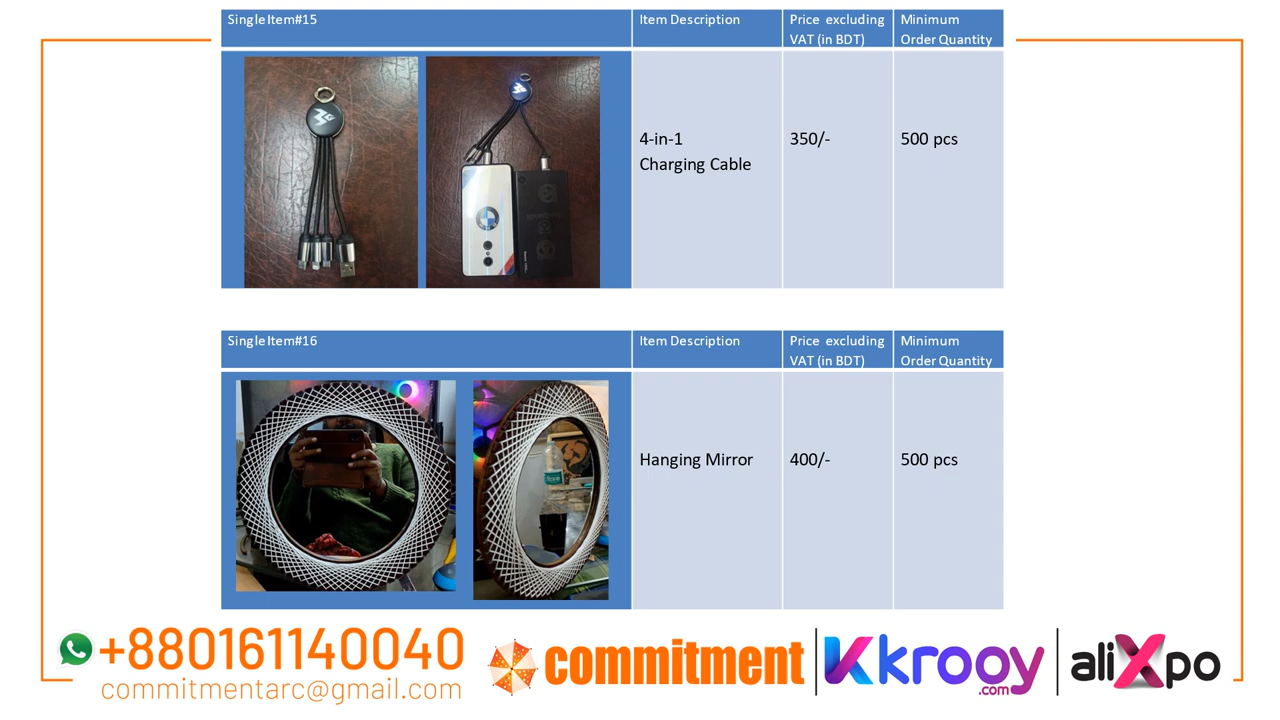 Single Item#15
Item Description
Price excluding
VAT (in BDT)
Minimum
Order Quantity
4-in-1
Charging Cable
350/-
500 pcs
Single Item#16
Item Description
Price excluding
VAT (in BDT)
Minimum
Order Quantity
Hanging Mirror
400/-
500 pcs
+880161140040
commitmentarc@gmail.com
commitment
K krooy
.com
aliXpo